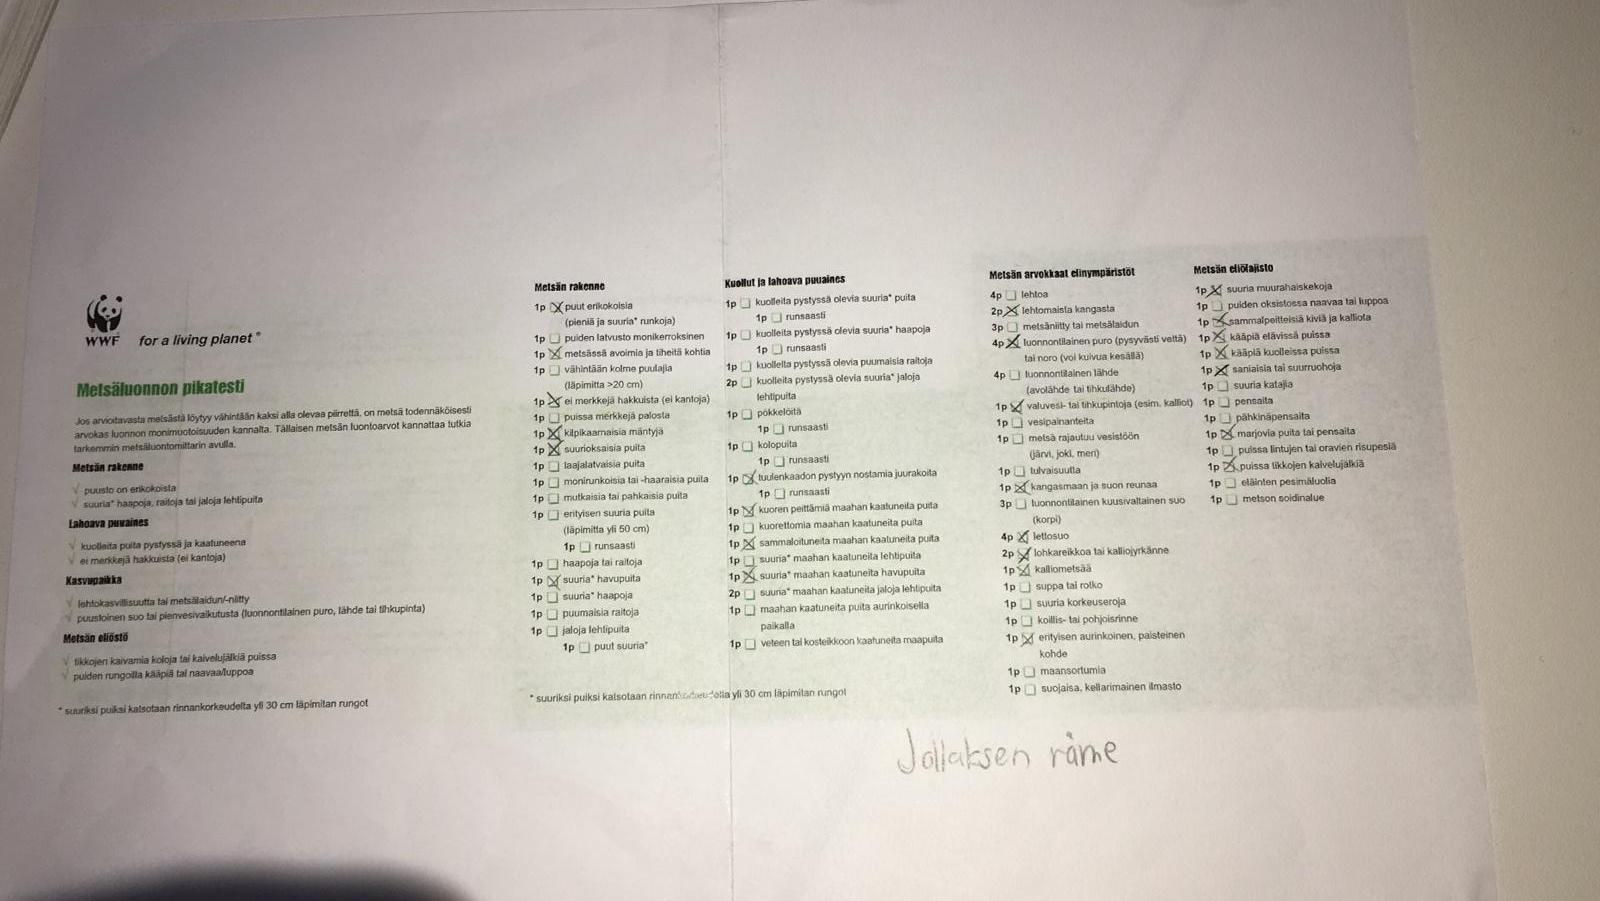 WWF
for a living planet®
Metsäluonnon pikatesti
Jos arvioitavasta metsästä löytyy vähintään kaksi alla olevaa piirrettä, on metsä todennäköisesti
arvokas luonnon monimuotoisuuden kannalta. Tällaisen metsän luontoarvot kannattaa tutkia
tarkemmin metsäluontomittarin avulla.
Metsän rakenne
√ puusto on erikokoista
√ suuria* haapoja, raitoja tai jaloja lehtipuita
Lahoava puuaines
√ kuolleita puita pystyssä ja kaatuneena
√ ei merkkejä hakkuista (ei kantoja)
Kasvupaikka
√ lehtokasvillisuutta tai metsälaidun/-niitty
√ puustoinen suo tai pienvesivaikutusta (luonnontilainen puro, lähde tai tihkupinta)
Metsän eliöstö
√ tikkojen kaivamia koloja tai kaivelujälkiä puissa
√ puiden rungoilla kääpiä tai naavaa/luppoa
* suuriksi puiksi katsotaan rinnankorkeudelta yli 30 cm läpimitan rungot
Metsän rakenne
1p ☒ puut erikokoisia
(pieniä ja suuria* runkoja)
1p ☐ puiden latvusto monikerroksinen
1p ☒ metsässä avoimia ja tiheitä kohtia
1p ☐ vähintään kolme puulajia
(läpimitta >20 cm)
1p ☒ ei merkkejä hakkuista (ei kantoja)
1p ☐ puissa merkkejä palosta
1p ☒ kilpikaarnaisia mäntyjä
1p ☒ suurioksaisia puita
1p ☐ laajalatvaisia puita
1p ☐ monirunkoisia tai -haaraisia puita
1p ☐ mutkaisia tai pahkaisia puita
1p ☐ erityisen suuria puita
(läpimitta yli 50 cm)
1p ☐ runsaasti
1p ☐ haapoja tai raitoja
1p ☒ suuria* havupuita
1p ☐ suuria* haapoja
1p ☐ puumaisia raitoja
1p ☐ jaloja lehtipuita
1p ☐ puut suuria*
* suuriksi puiksi katsotaan rinnankorkeudelta yli 30 cm läpimitan rungot
Kuollut ja lahoava puuaines
1p ☐ kuolleita pystyssä olevia suuria* puita
1p ☐ runsaasti
1p ☐ kuolleita pystyssä olevia suuria* haapoja
1p ☐ runsaasti
1p ☐ kuolleita pystyssä olevia puumaisia raitoja
2p ☐ kuolleita pystyssä olevia suuria* jaloja
lehtipuita
1p ☐ pökkelöitä
1p ☐ runsaasti
1p ☐ kolopuita
1p ☐ runsaasti
1p ☒ tuulenkaadon pystyyn nostamia juurakoita
1p ☐ runsaasti
1p ☒ kuoren peittämiä maahan kaatuneita puita
1p ☐ kuorettomia maahan kaatuneita puita
1p ☒ sammaloituneita maahan kaatuneita puita
1p ☐ suuria* maahan kaatuneita lehtipuita
1p ☒ suuria* maahan kaatuneita havupuita
2p ☐ suuria* maahan kaatuneita jaloja lehtipuita
1p ☐ maahan kaatuneita puita aurinkoisella
paikalla
1p ☐ veteen tai kosteikkoon kaatuneita maapuita
Metsän arvokkaat elinympäristöt
4p ☐ lehtoa
2p ☒ lehtomaista kangasta
3p ☐ metsäniitty tai metsälaidun
4p ☒ luonnontilainen puro (pysyvästi vettä)
tai noro (voi kuivua kesällä)
4p ☐ luonnontilainen lähde
(avolähde tai tihkulähde)
1p ☒ valuvesi- tai tihkupintoja (esim. kalliot)
1p ☐ vesipainanteita
1p ☐ metsä rajautuu vesistöön
(järvi, joki, meri)
1p ☐ tulvaisuutta
1p ☒ kangasmaan ja suon reunaa
3p ☐ luonnontilainen kuusivaltainen suo
(korpi)
4p ☒ lettosuo
2p ☒ lohkareikkoa tai kalliojyrkänne
1p ☒ kalliometsää
1p ☐ suppa tai rotko
1p ☐ suuria korkeuseroja
1p ☐ koillis- tai pohjoisrinne
1p ☒ erityisen aurinkoinen, paisteinen
kohde
1p ☐ maansortumia
1p ☐ suojaisa, kellarimainen ilmasto
Metsän eliölajisto
1p ☒ suuria muurahaiskekoja
1p ☐ puiden oksistossa naavaa tai luppoa
1p ☒ sammalpeitteisiä kiviä ja kalliota
1p ☒ kääpiä elävissä puissa
1p ☒ kääpiä kuolleissa puissa
1p ☒ saniaisia tai suurruohoja
1p ☐ suuria katajia
1p ☐ pensaita
1p ☐ pähkinäpensaita
1p ☒ marjovia puita tai pensaita
1p ☐ puissa lintujen tai oravien risupesiä
1p ☒ puissa tikkojen kaivelujälkiä
1p ☐ eläinten pesimäluolia
1p ☐ metson soidinalue
Jollaksen räme